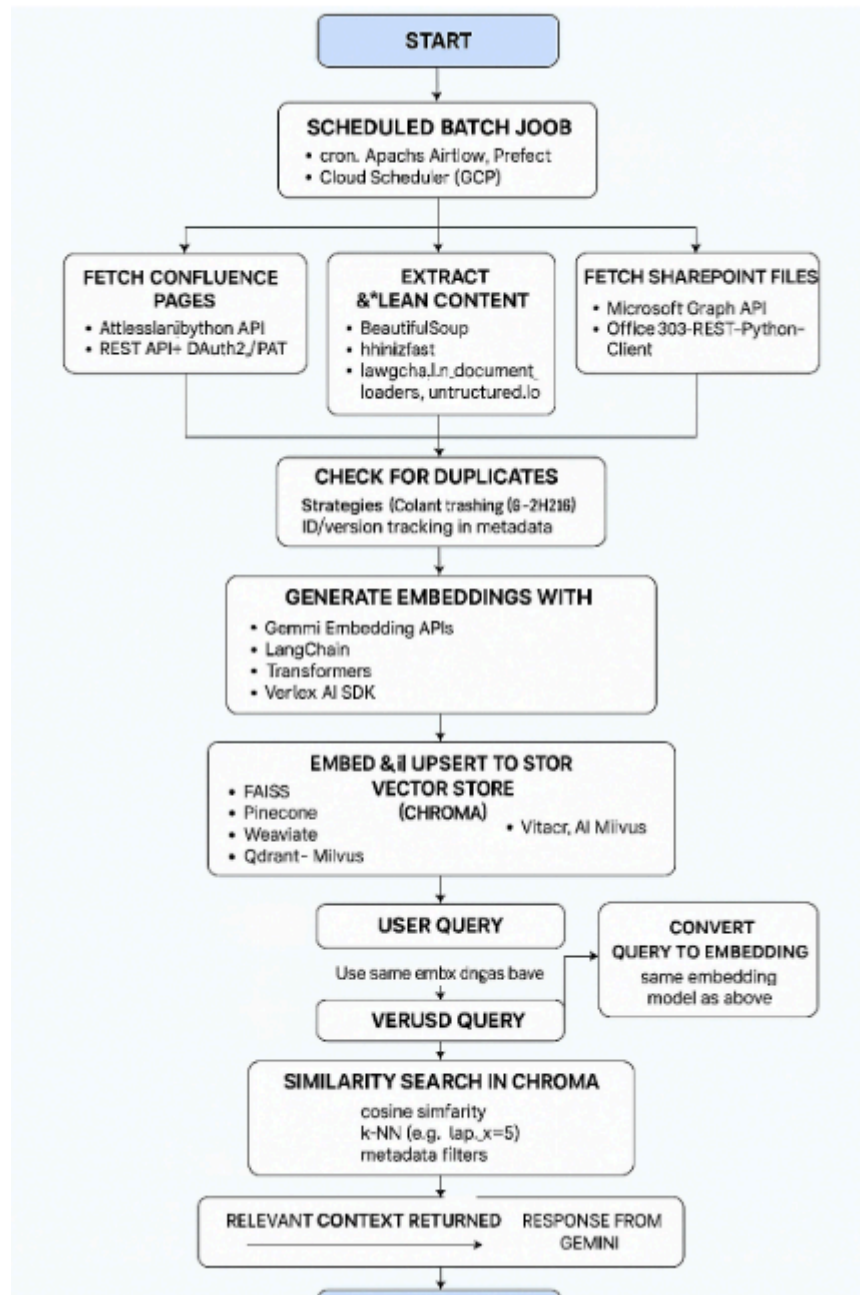 START
SCHEDULED BATCH JOOB
• cron. Apachs Airtlow, Prefect
• Cloud Scheduler (GCP)
FETCH CONFLUENCE
PAGES
• Attlesslanijbython API
• REST API+ DAuth2,/PAT
EXTRACT
&*LEAN CONTENT
• BeautifulSoup
• hhinizfast
• lawgcha,l.n_document_
loaders, untructured.lo
FETCH SHAREPOINT FILES
• Microsoft Graph API
• Office 303-REST-Python-
Client
CHECK FOR DUPLICATES
Strategies (Colant trashing (G-2H216)
ID/version tracking in metadata
GENERATE EMBEDDINGS WITH
• Gemmi Embedding APIs
• LangChain
• Transformers
• Verlex AI SDK
EMBED &,il UPSERT TO STOR
VECTOR STORE
(CHROMA)
• FAISS
• Pinecone
• Weaviate
• Qdrant- Milvus
• Vitacr, AI Miivus
USER QUERY
Use same embx dngas bave
CONVERT
QUERY TO EMBEDDING
same embedding
model as above
VERUSD QUERY
SIMILARITY SEARCH IN CHROMA
cosine simfarity
k-NN (e.g. lap._x=5)
metadata filters
RELEVANT CONTEXT RETURNED
RESPONSE FROM
GEMINI